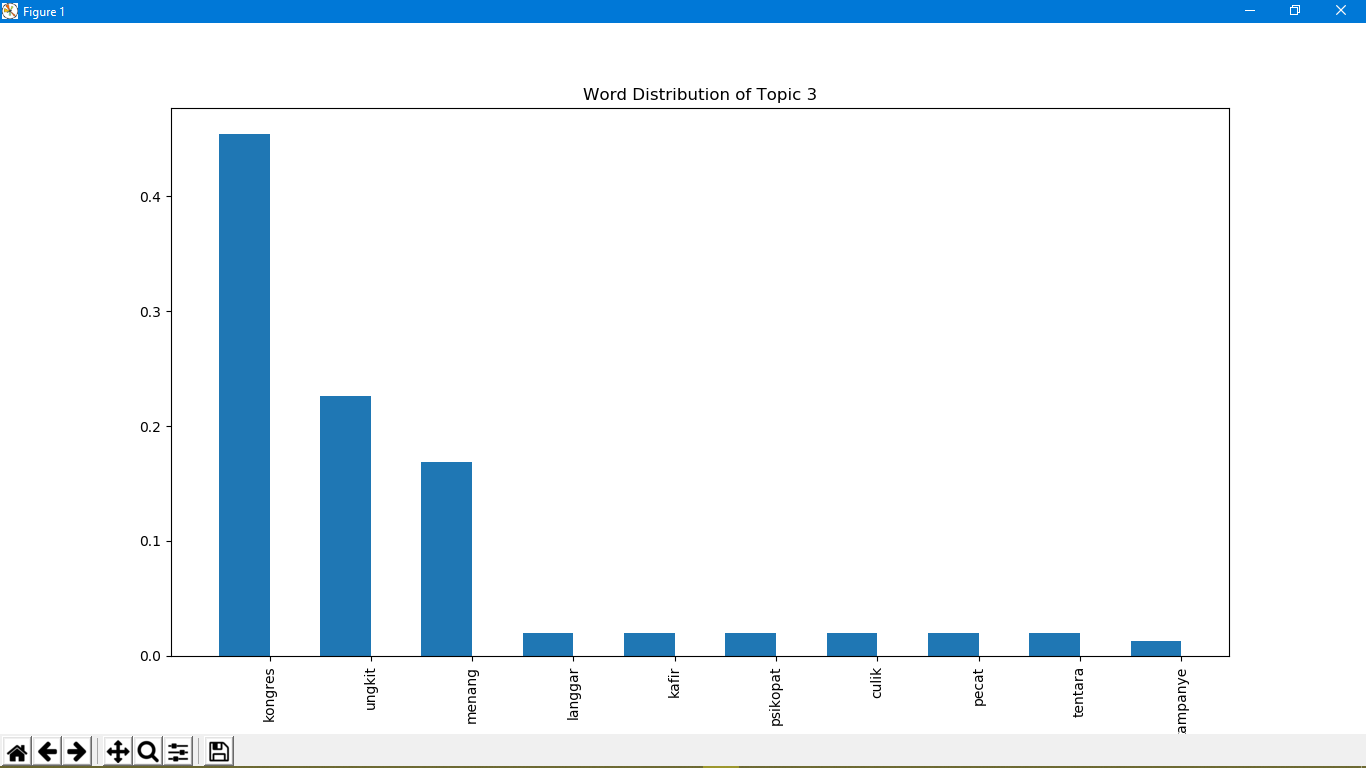 Figure 1
Word Distribution of Topic 3
0.4
0.3
0.2
0.1
0.0
kongres
ungkit
menang
langgar
kafir
psikopat
culik
pecat
tentara
ampanye